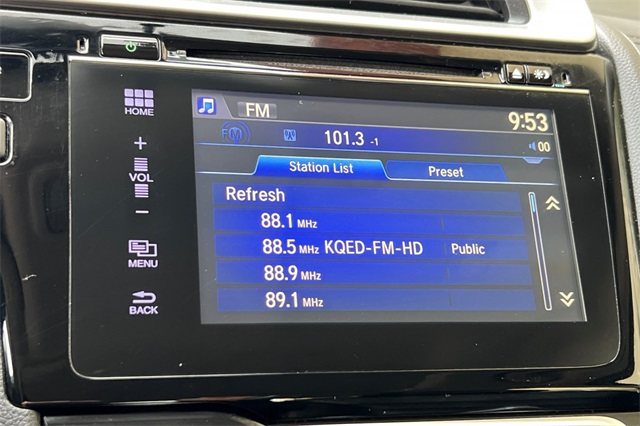 HOME
+
VOL
−
MENU
BACK
FM 9:53
FM 101.3 -1 00
Station List Preset
Refresh
88.1 MHz
88.5 MHz KQED-FM-HD Public
88.9 MHz
89.1 MHz